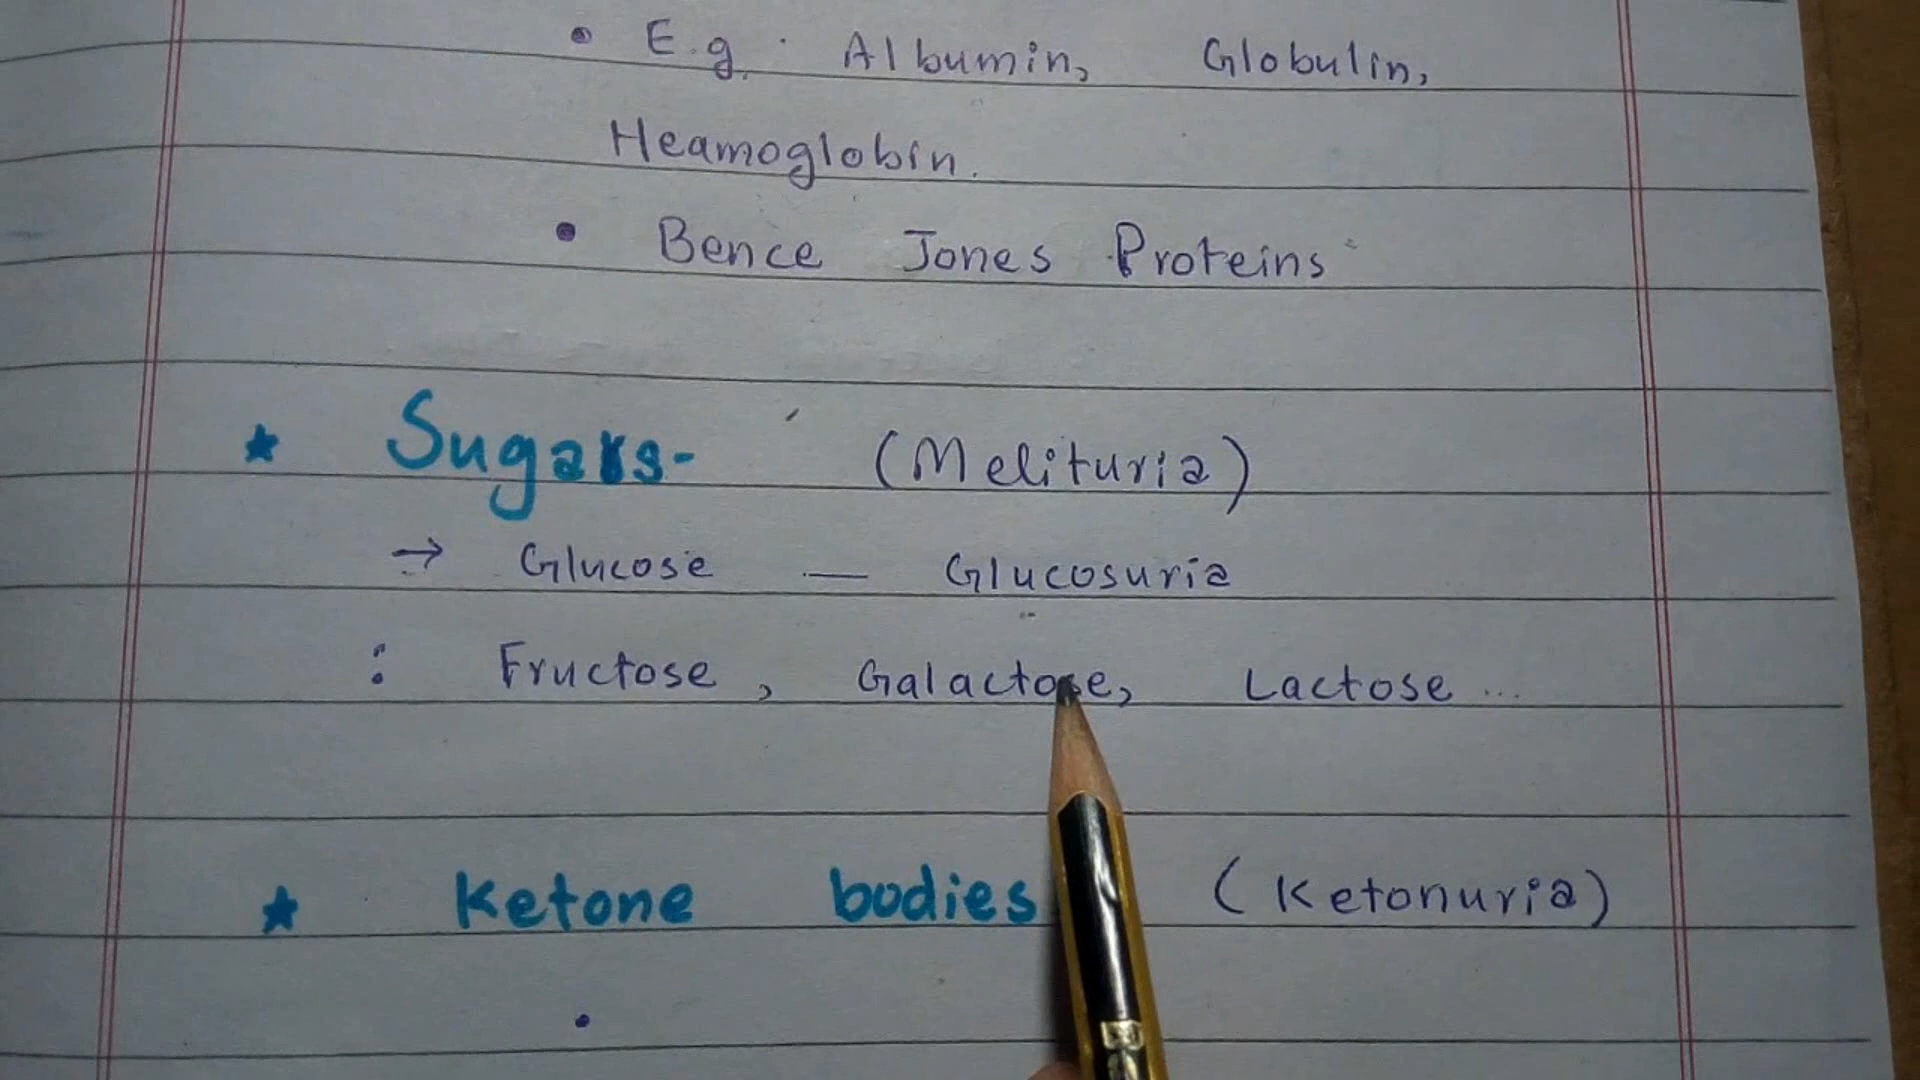 • E.g. Albumin, Globulin,
Heamoglobin.
• Bence Jones Proteins
★ Sugars- (Melituria)
→ Glucose — Glucosuria
: Fructose, Galactose, Lactose ...
★ Ketone bodies (Ketonuria)
•